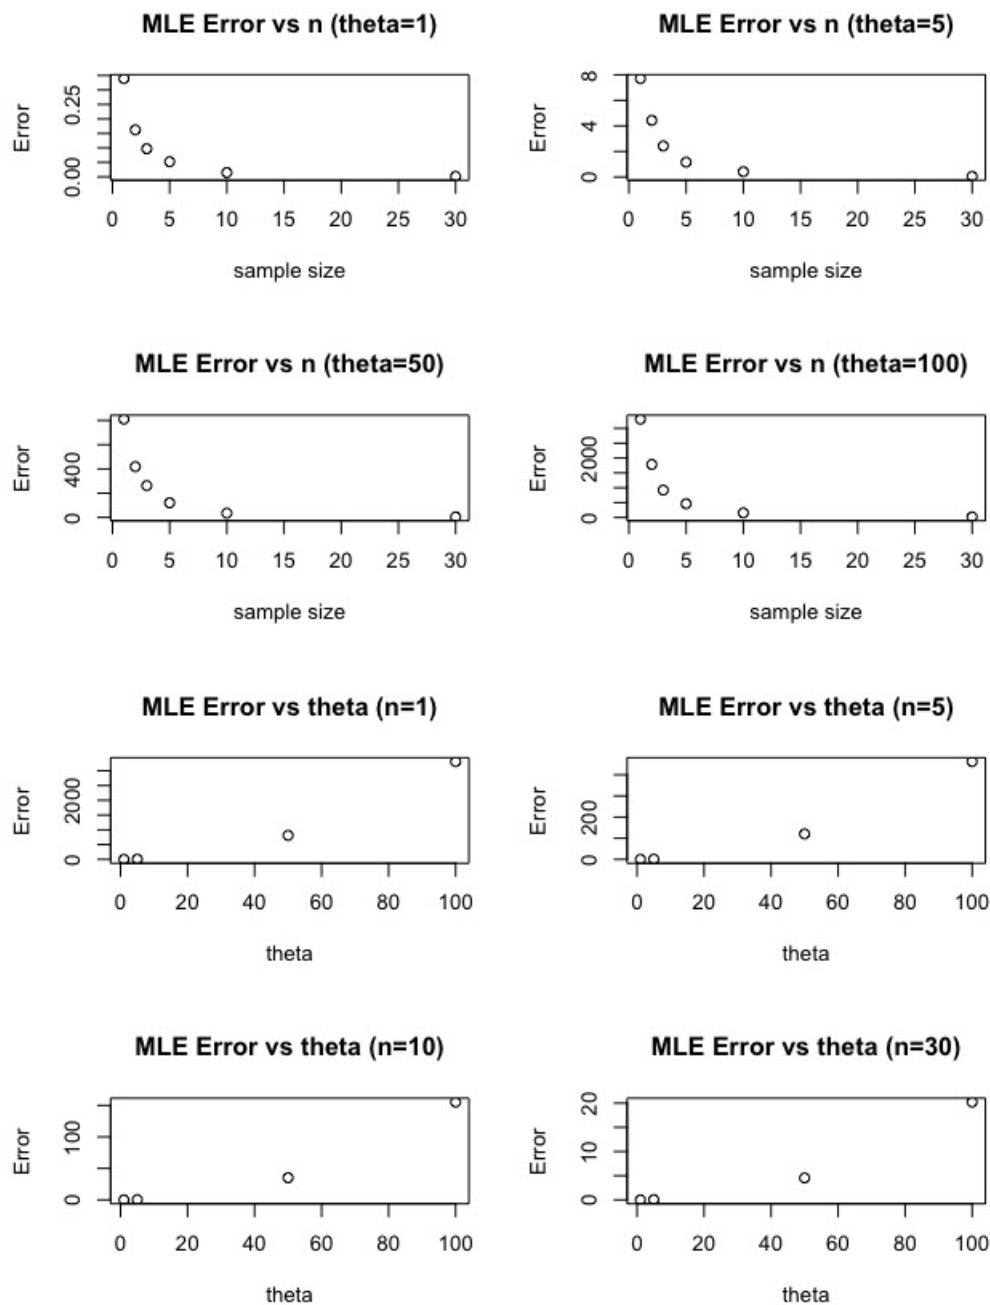 MLE Error vs n (theta=1)
Error
0.00 0.25
0 5 10 15 20 25 30
sample size
MLE Error vs n (theta=5)
Error
0 4 8
0 5 10 15 20 25 30
sample size
MLE Error vs n (theta=50)
Error
0 400
0 5 10 15 20 25 30
sample size
MLE Error vs n (theta=100)
Error
0 2000
0 5 10 15 20 25 30
sample size
MLE Error vs theta (n=1)
Error
0 2000
0 20 40 60 80 100
theta
MLE Error vs theta (n=5)
Error
0 200
0 20 40 60 80 100
theta
MLE Error vs theta (n=10)
Error
0 100
0 20 40 60 80 100
theta
MLE Error vs theta (n=30)
Error
0 10 20
0 20 40 60 80 100
theta